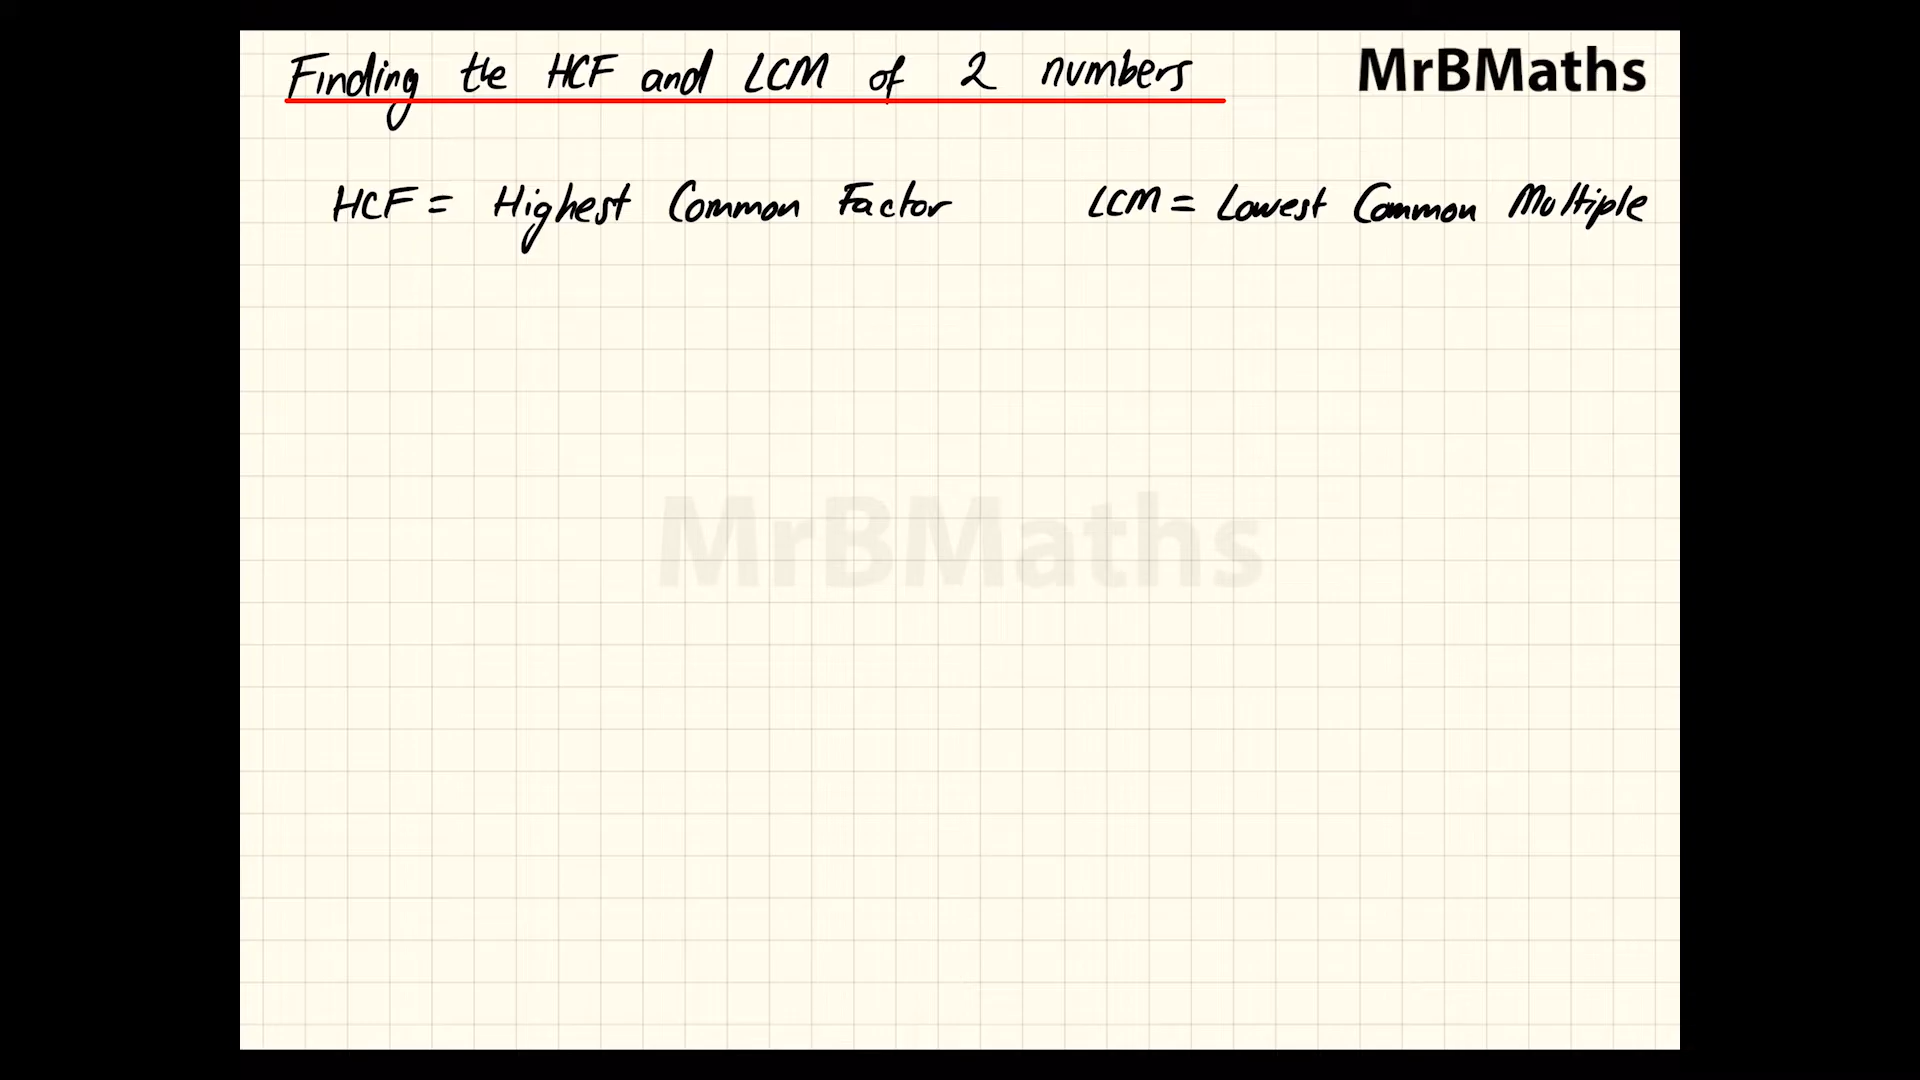 Finding the HCF and LCM of 2 numbers MrBMaths
HCF = Highest Common Factor LCM = Lowest Common Multiple
MrBMaths